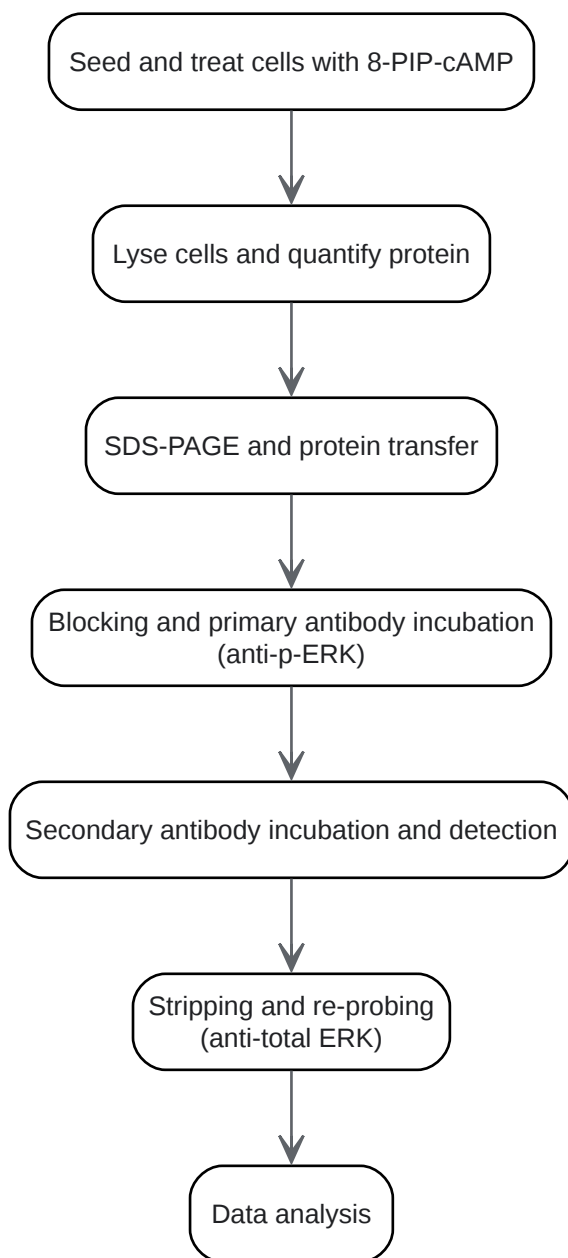 Seed and treat cells with 8-PIP-cAMP
Lyse cells and quantify protein
SDS-PAGE and protein transfer
Blocking and primary antibody incubation
(anti-p-ERK)
Secondary antibody incubation and detection
Stripping and re-probing
(anti-total ERK)
Data analysis